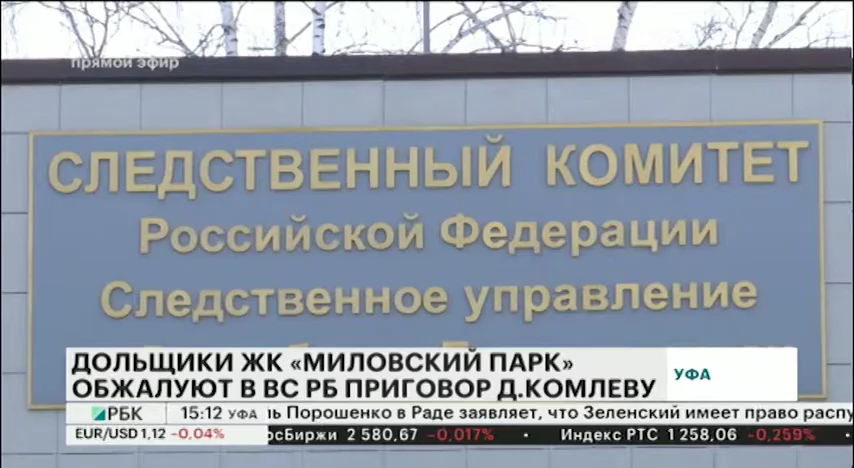 прямой эфир
СЛЕДСТВЕННЫЙ КОМИТЕТ
Российской Федерации
Следственное управление
ДОЛЬЩИКИ ЖК «МИЛОВСКИЙ ПАРК»
ОБЖАЛУЮТ В ВС РБ ПРИГОВОР Д.КОМЛЕВУ
УФА
РБК 15:12 УФА ь Порошенко в Раде заявляет, что Зеленский имеет право распу
EUR/USD 1,12 -0,04% осБиржи 2 580,67 -0,017% • Индекс РТС 1 258,06 -0,259%